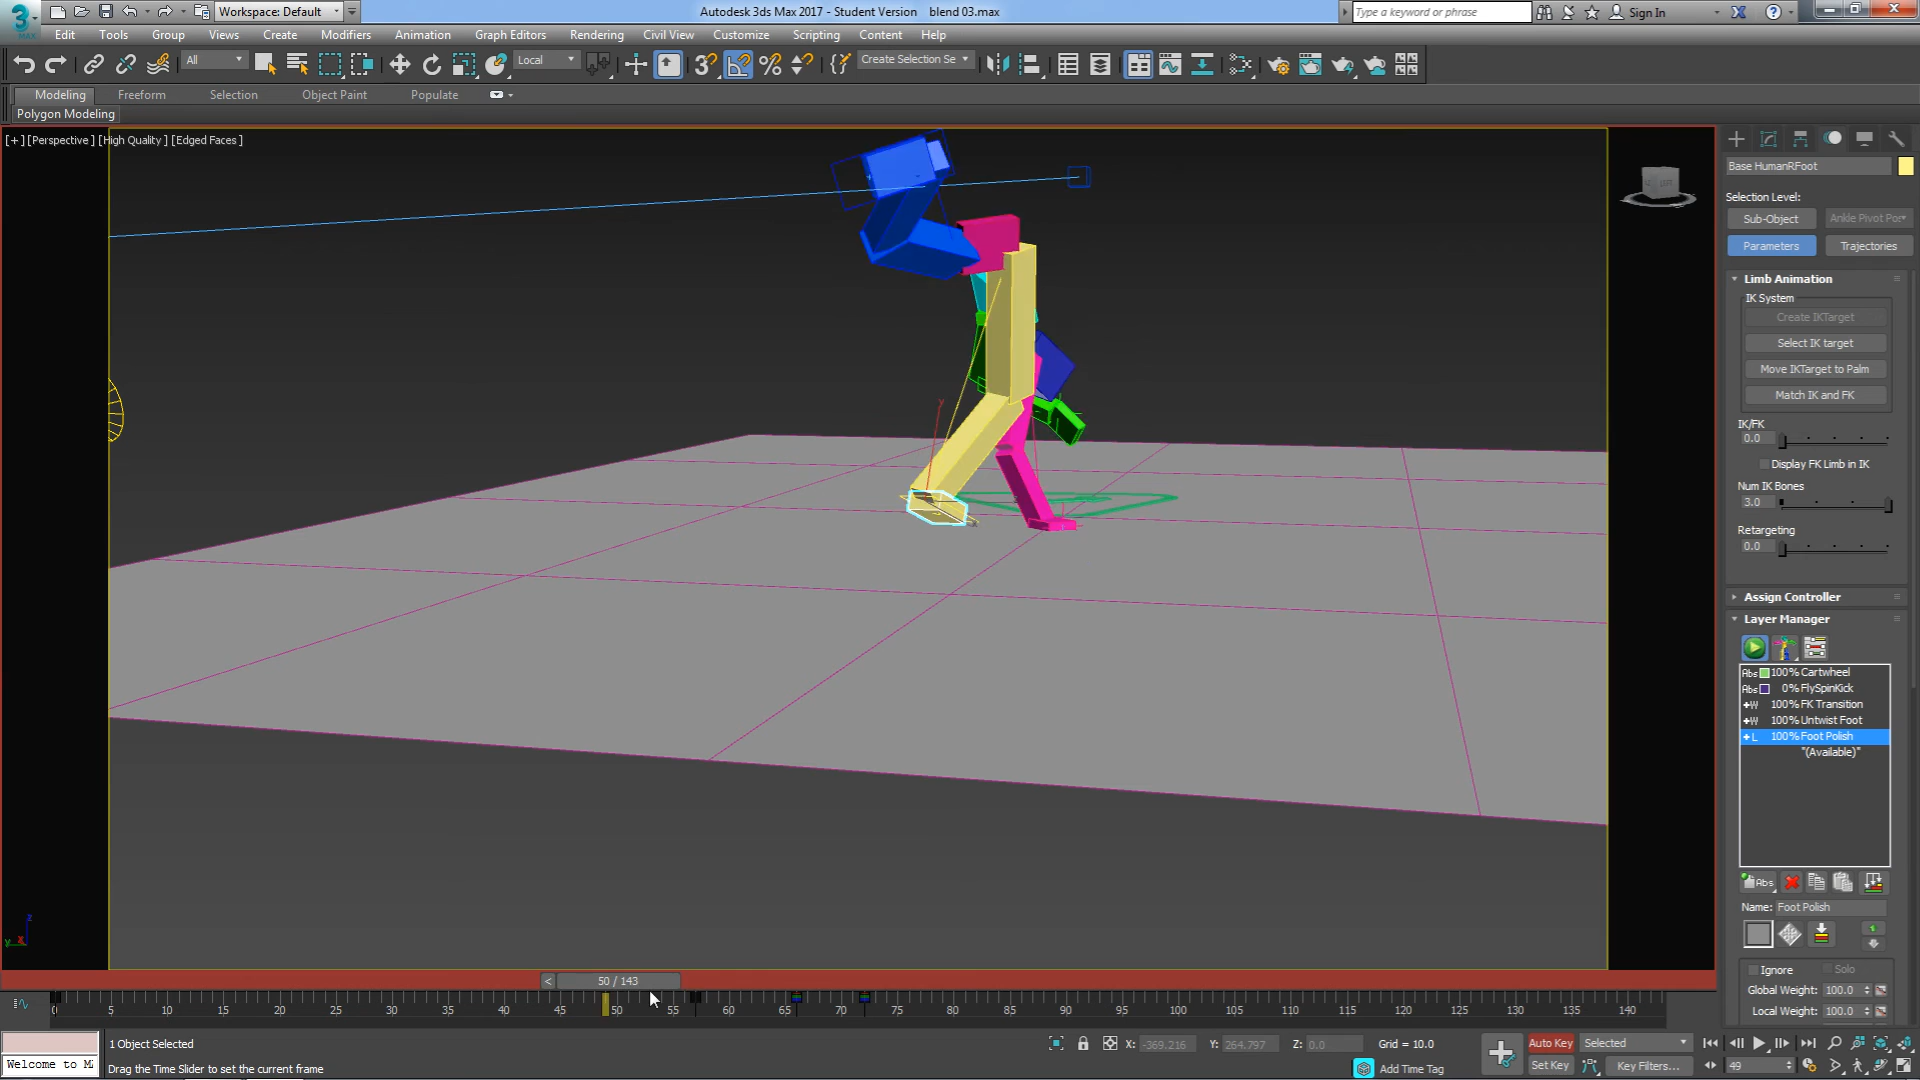 Workspace: Default
Autodesk 3ds Max 2017 - Student Version blend 03.max
Type a keyword or phrase
Sign In
3
MAX
Edit Tools Group Views Create Modifiers Animation Graph Editors Rendering Civil View Customize Scripting Content Help
All
Local
Create Selection Se
Modeling Freeform Selection Object Paint Populate
Polygon Modeling
[+] [Perspective ] [High Quality ] [Edged Faces ]
Base HumanRFoot
Selection Level:
Sub-Object
Ankle Pivot Por
Parameters
Trajectories
Limb Animation
IK System
Create IKTarget
Select IK target
Move IKTarget to Palm
Match IK and FK
IK/FK
0.0
Display FK Limb in IK
Num IK Bones
3.0
Retargeting
0.0
Assign Controller
Layer Manager
Abs 100% Cartwheel
Abs 0% FlySpinKick
+W 100% FK Transition
+W 100% Untwist Foot
+L 100% Foot Polish
"(Available)"
Abs
Name: Foot Polish
Ignore
Solo
Global Weight: 100.0
Local Weight: 100.0
y
x
z
y
< 50 / 143
0 5 10 15 20 25 30 35 40 45 50 55 60 65 70 75 80 85 90 95 100 105 110 115 120 125 130 135 140
1 Object Selected
X: -369.216
Y: 264.797
Z: 0.0
Grid = 10.0
Auto Key
Selected
Welcome to M
Drag the Time Slider to set the current frame
Add Time Tag
Set Key
Key Filters...
49